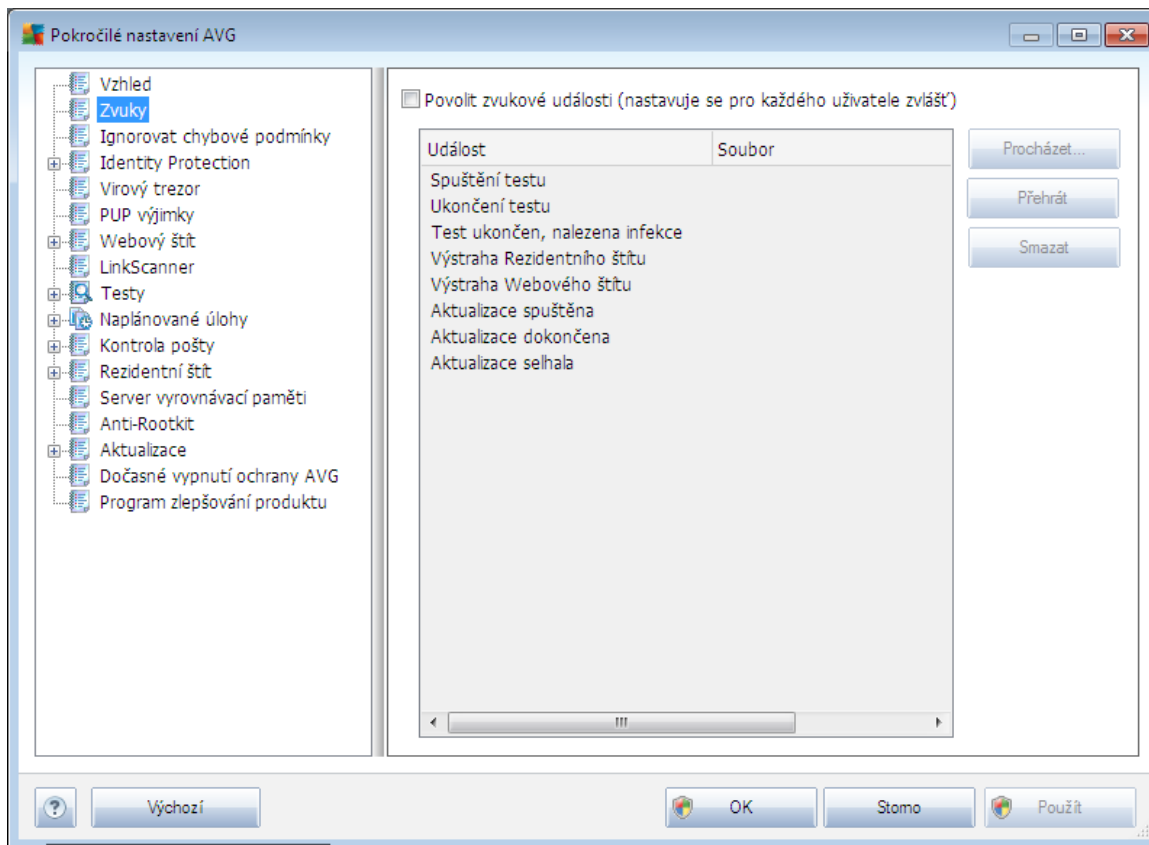 Pokročilé nastavení AVG
Vzhled
Zvuky
Ignorovat chybové podmínky
Identity Protection
Virový trezor
PUP výjimky
Webový štít
LinkScanner
Testy
Naplánované úlohy
Kontrola pošty
Rezidentní štít
Server vyrovnávací paměti
Anti-Rootkit
Aktualizace
Dočasné vypnutí ochrany AVG
Program zlepšování produktu
Povolit zvukové události (nastavuje se pro každého uživatele zvlášť)
Událost Soubor
Spuštění testu
Ukončení testu
Test ukončen, nalezena infekce
Výstraha Rezidentního štítu
Výstraha Webového štítu
Aktualizace spuštěna
Aktualizace dokončena
Aktualizace selhala
Procházet...
Přehrát
Smazat
? Výchozí OK Stomo Použít